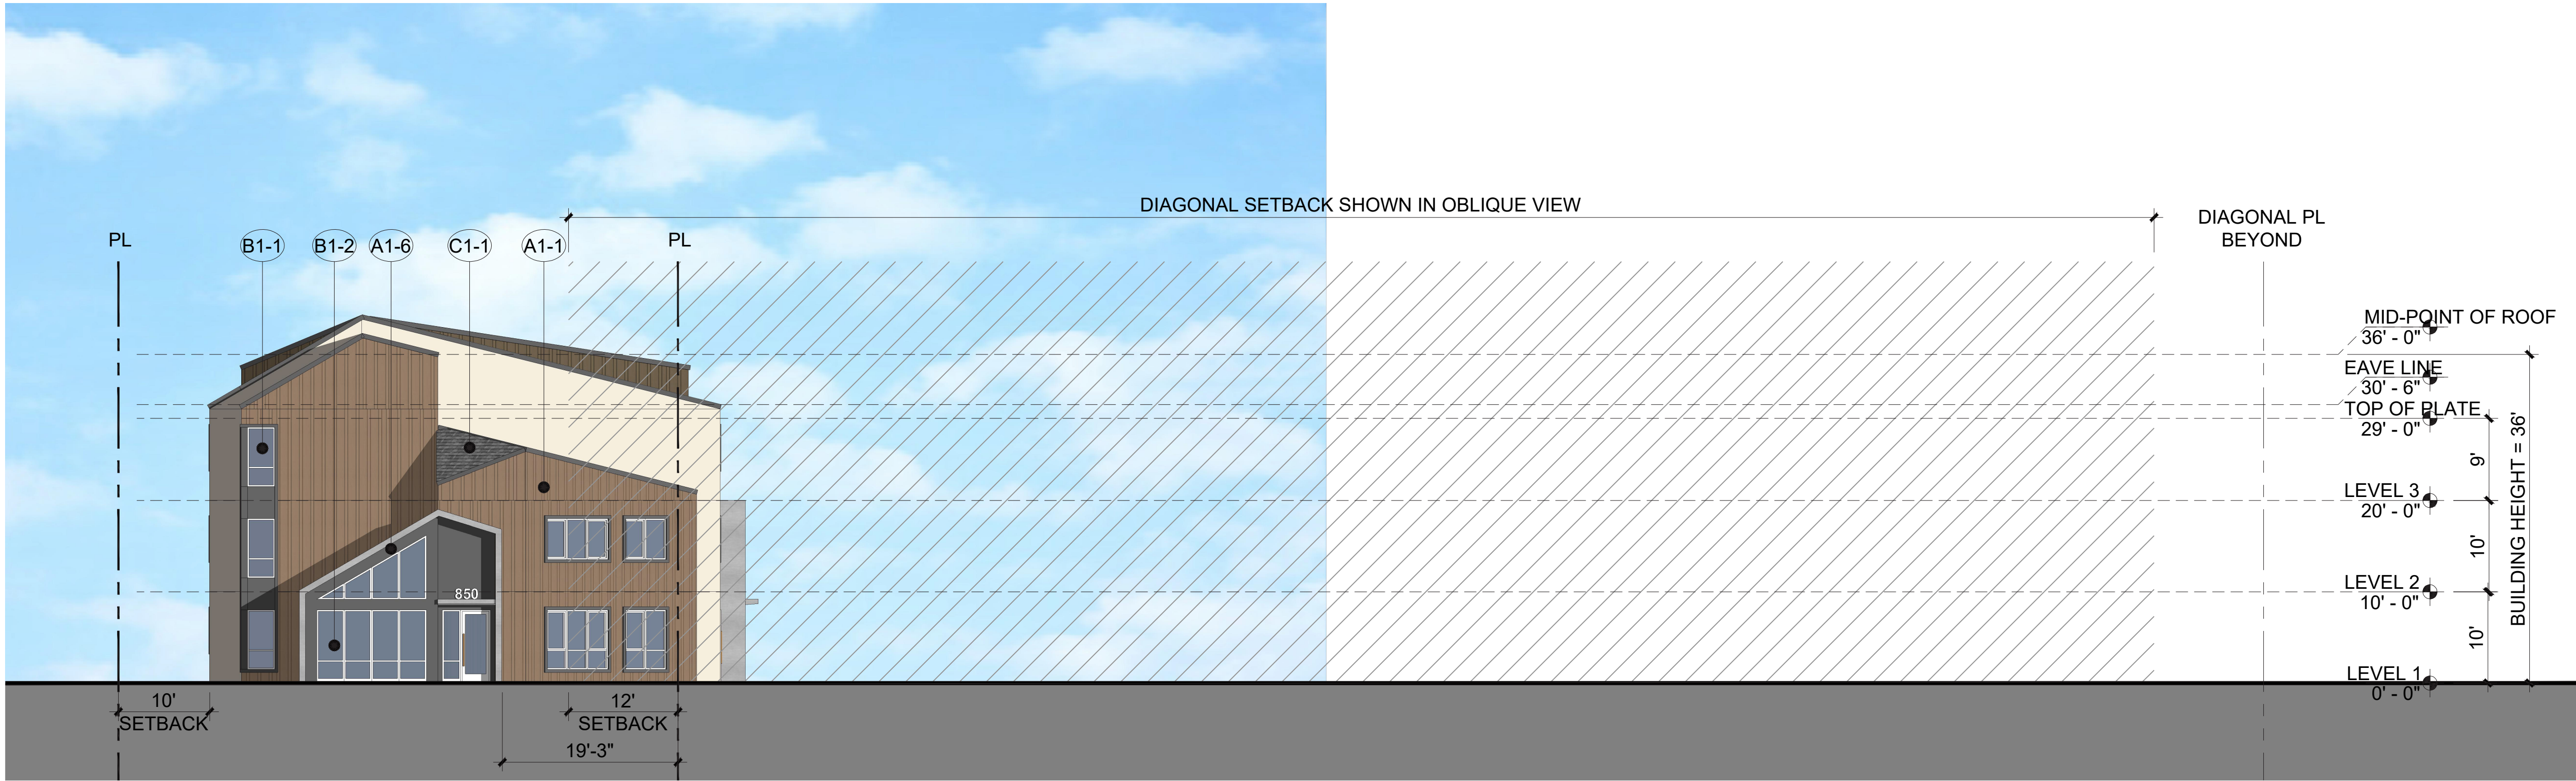 DIAGONAL SETBACK SHOWN IN OBLIQUE VIEW
DIAGONAL PL
BEYOND
PL
B1-1
B1-2
A1-6
C1-1
A1-1
PL
MID-POINT OF ROOF
36' - 0"
EAVE LINE
30' - 6"
TOP OF PLATE
29' - 0"
9'
LEVEL 3
20' - 0"
10'
BUILDING HEIGHT = 36'
850
LEVEL 2
10' - 0"
10'
LEVEL 1
0' - 0"
10'
SETBACK
12'
SETBACK
19'-3"